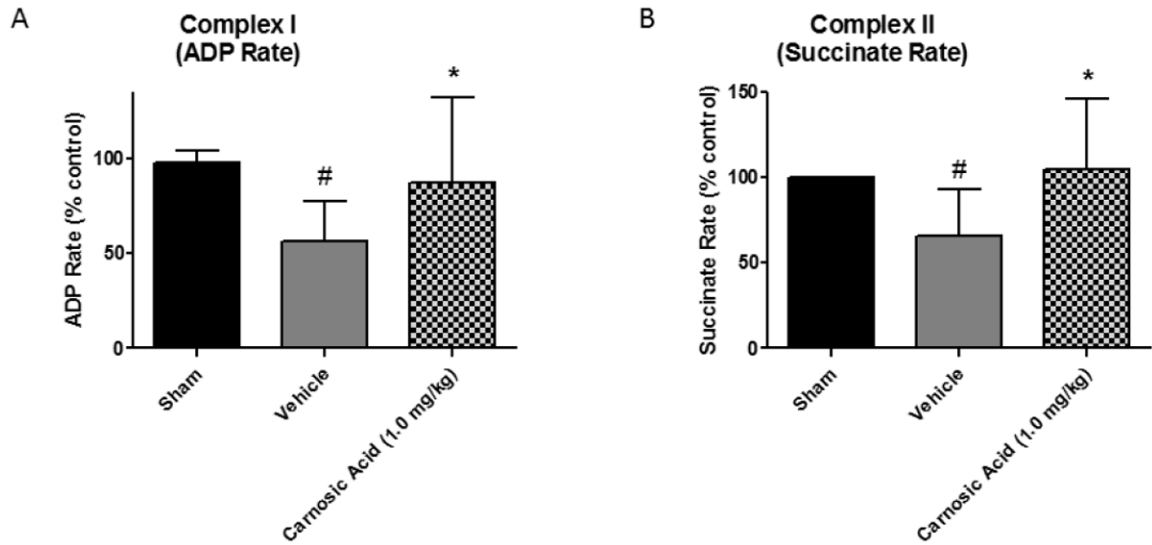 A
Complex I
(ADP Rate)
ADP Rate (% control)
100
50
0
#
*
Sham
Vehicle
Carnosic Acid (1.0 mg/kg)
B
Complex II
(Succinate Rate)
Succinate Rate (% control)
150
100
50
0
#
*
Sham
Vehicle
Carnosic Acid (1.0 mg/kg)